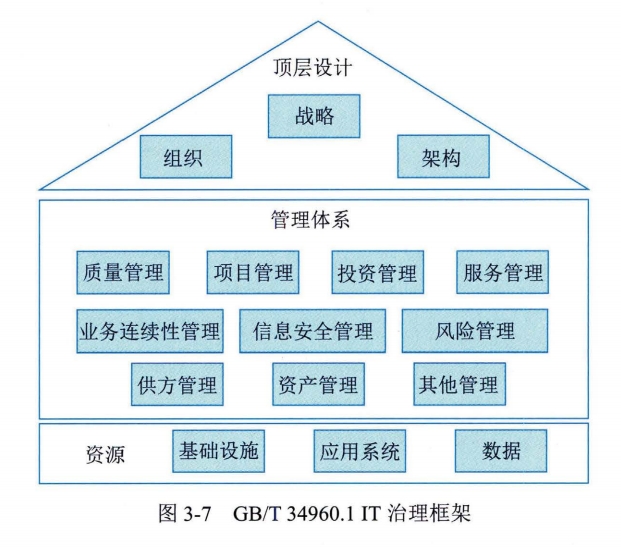 顶层设计
战略
组织 架构
管理体系
质量管理 项目管理 投资管理 服务管理
业务连续性管理 信息安全管理 风险管理
供方管理 资产管理 其他管理
资源 基础设施 应用系统 数据
图 3-7 GB/T 34960.1 IT 治理框架